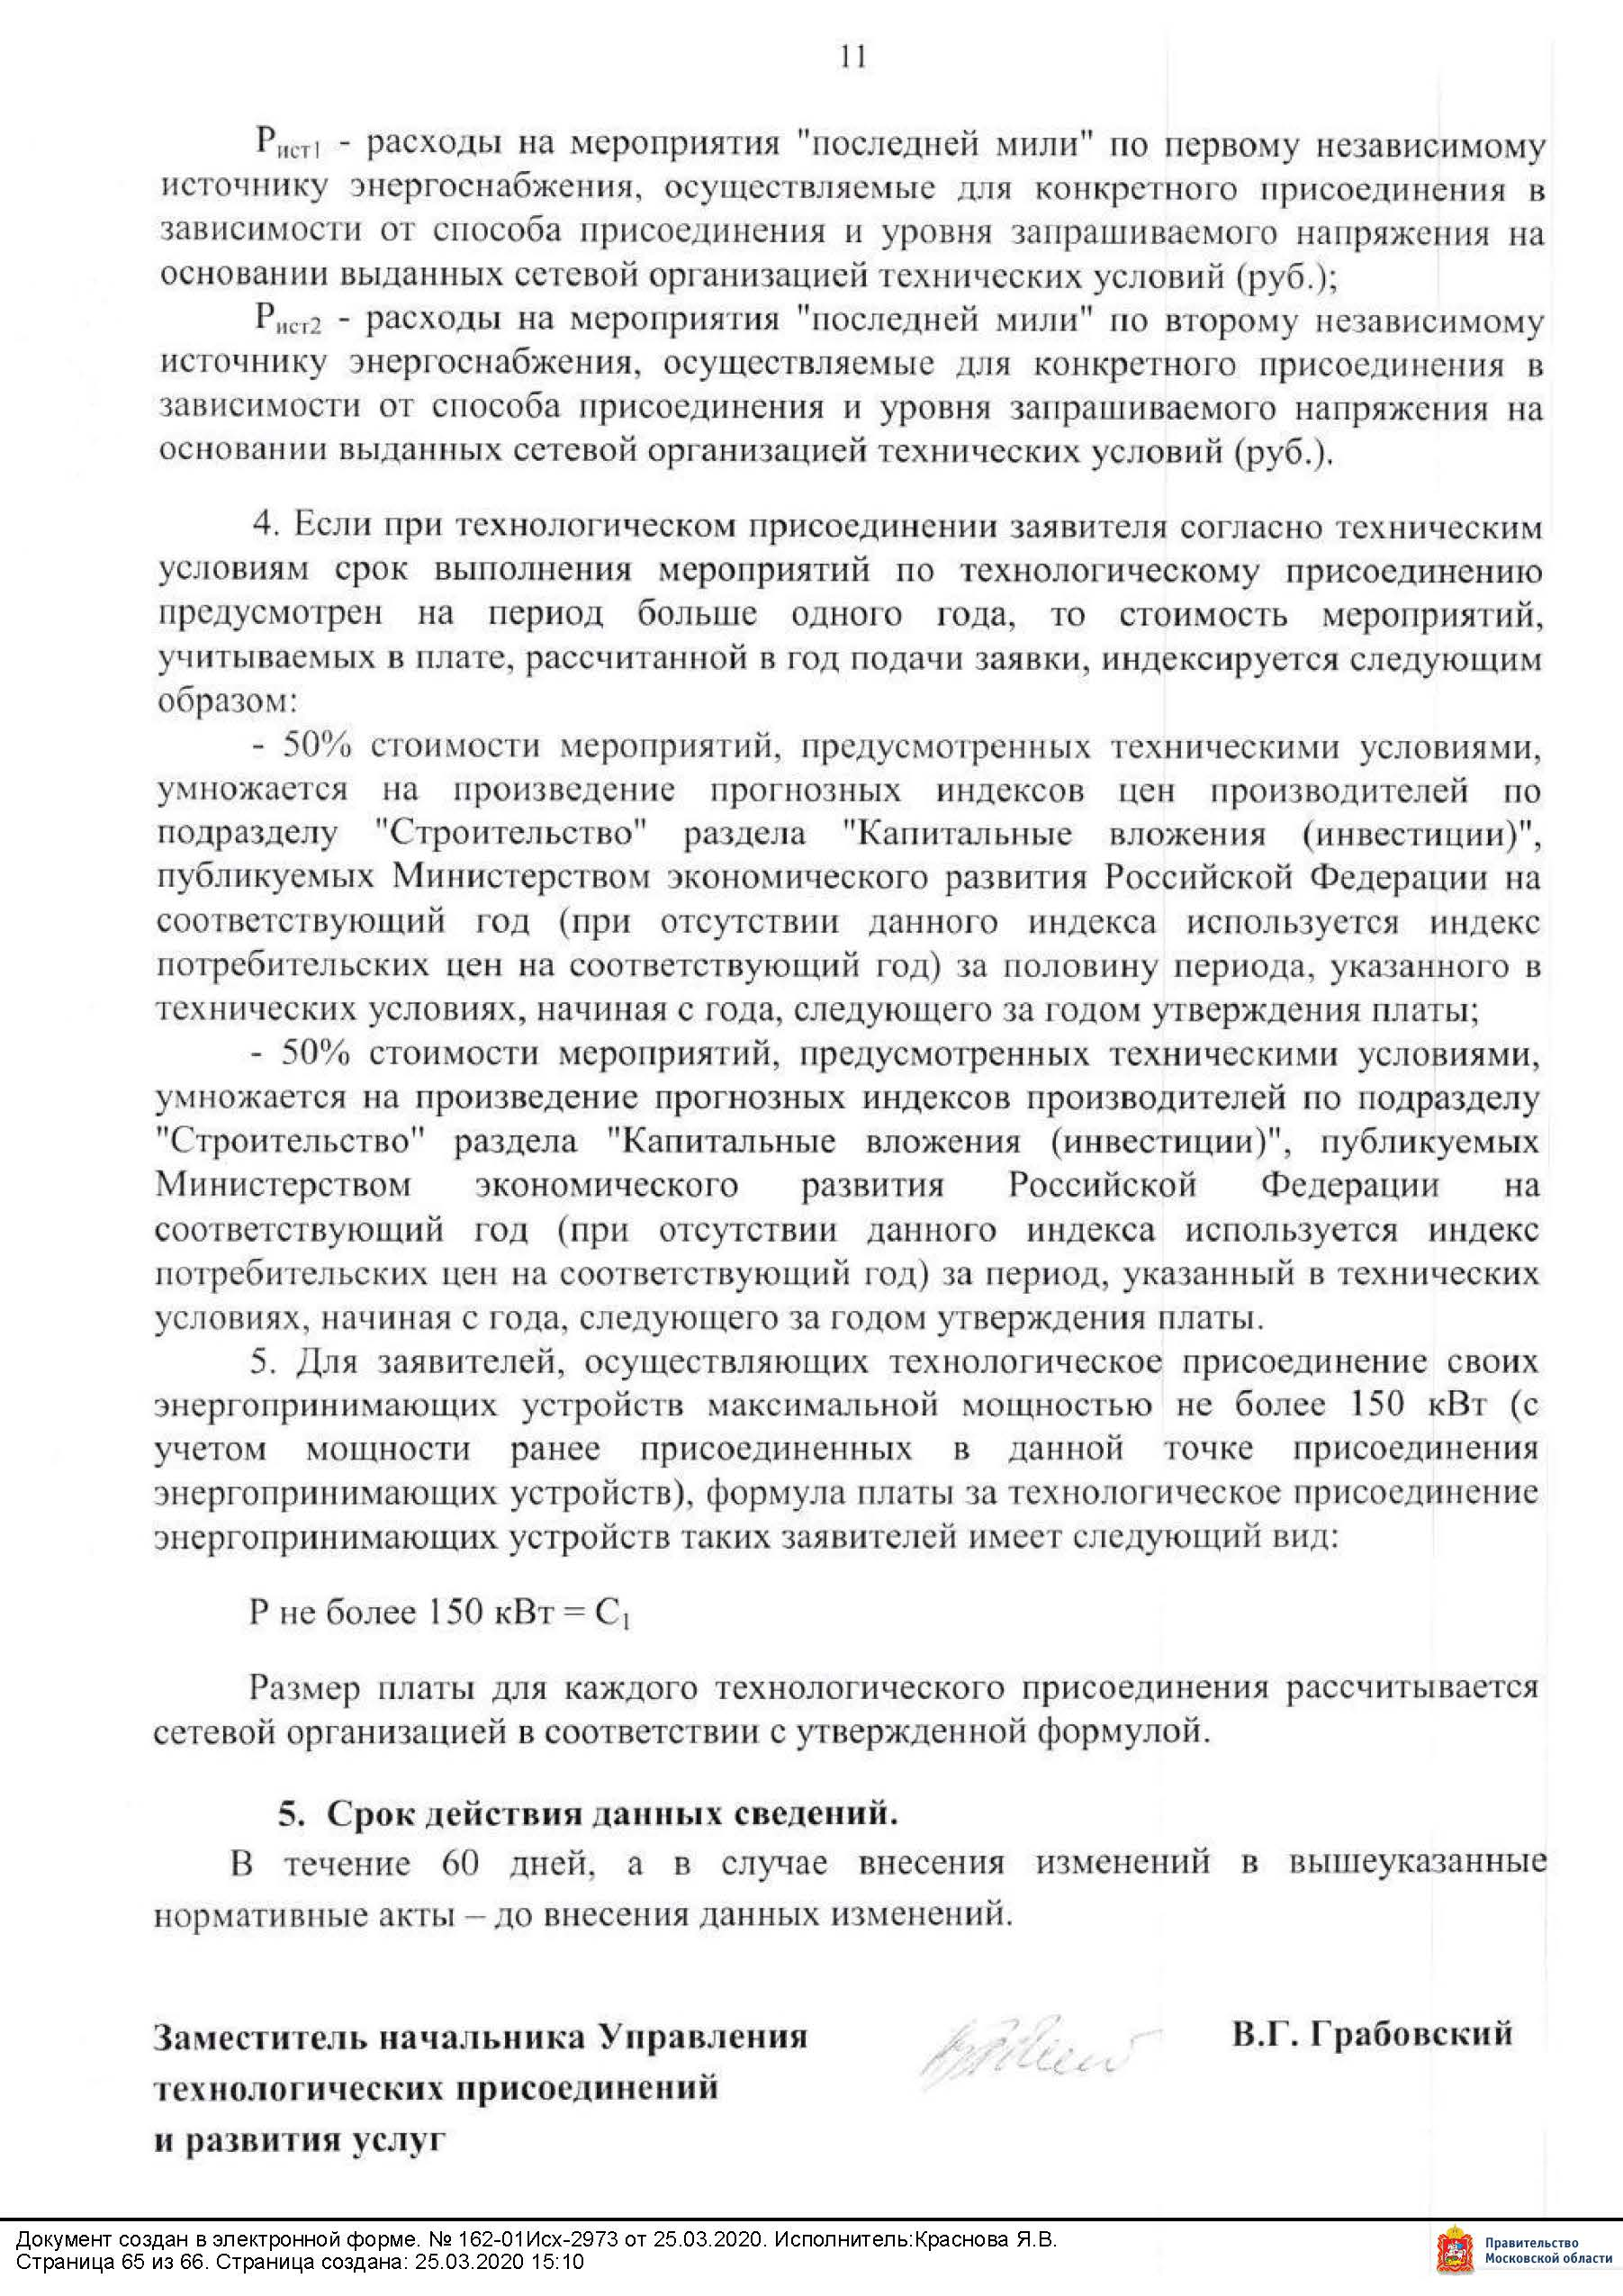 11
Рист1 - расходы на мероприятия "последней мили" по первому независимому
источнику энергоснабжения, осуществляемые для конкретного присоединения в
зависимости от способа присоединения и уровня запрашиваемого напряжения на
основании выданных сетевой организацией технических условий (руб.);
Рист2 - расходы на мероприятия "последней мили" по второму независимому
источнику энергоснабжения, осуществляемые для конкретного присоединения в
зависимости от способа присоединения и уровня запрашиваемого напряжения на
основании выданных сетевой организацией технических условий (руб.).
4. Если при технологическом присоединении заявителя согласно техническим
условиям срок выполнения мероприятий по технологическому присоединению
предусмотрен на период больше одного года, то стоимость мероприятий,
учитываемых в плате, рассчитанной в год подачи заявки, индексируется следующим
образом:
- 50% стоимости мероприятий, предусмотренных техническими условиями,
умножается на произведение прогнозных индексов цен производителей по
подразделу "Строительство" раздела "Капитальные вложения (инвестиции)",
публикуемых Министерством экономического развития Российской Федерации на
соответствующий год (при отсутствии данного индекса используется индекс
потребительских цен на соответствующий год) за половину периода, указанного в
технических условиях, начиная с года, следующего за годом утверждения платы;
- 50% стоимости мероприятий, предусмотренных техническими условиями,
умножается на произведение прогнозных индексов производителей по подразделу
"Строительство" раздела "Капитальные вложения (инвестиции)", публикуемых
Министерством экономического развития Российской Федерации на
соответствующий год (при отсутствии данного индекса используется индекс
потребительских цен на соответствующий год) за период, указанный в технических
условиях, начиная с года, следующего за годом утверждения платы.
5. Для заявителей, осуществляющих технологическое присоединение своих
энергопринимающих устройств максимальной мощностью не более 150 кВт (с
учетом мощности ранее присоединенных в данной точке присоединения
энергопринимающих устройств), формула платы за технологическое присоединение
энергопринимающих устройств таких заявителей имеет следующий вид:
Р не более 150 кВт = С1
Размер платы для каждого технологического присоединения рассчитывается
сетевой организацией в соответствии с утвержденной формулой.
5. Срок действия данных сведений.
В течение 60 дней, а в случае внесения изменений в вышеуказанные
нормативные акты – до внесения данных изменений.
Заместитель начальника Управления В.Г. Грабовский
технологических присоединений
и развития услуг
Документ создан в электронной форме. № 162-01Исх-2973 от 25.03.2020. Исполнитель:Краснова Я.В.
Страница 65 из 66. Страница создана: 25.03.2020 15:10
Правительство
Московской области